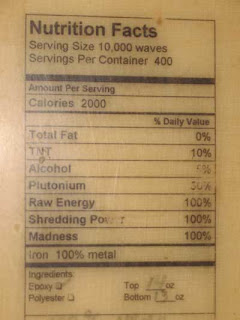 Nutrition Facts
Serving Size 10,000 waves
Servings Per Container 400
Amount Per Serving
Calories 2000
% Daily Value
Total Fat 0%
TNT 10%
Alcohol 5%
Plutonium 50%
Raw Energy 100%
Shredding Power 100%
Madness 100%
Iron 100% metal
Ingredients
Epoxy Top oz
Polyester Bottom oz